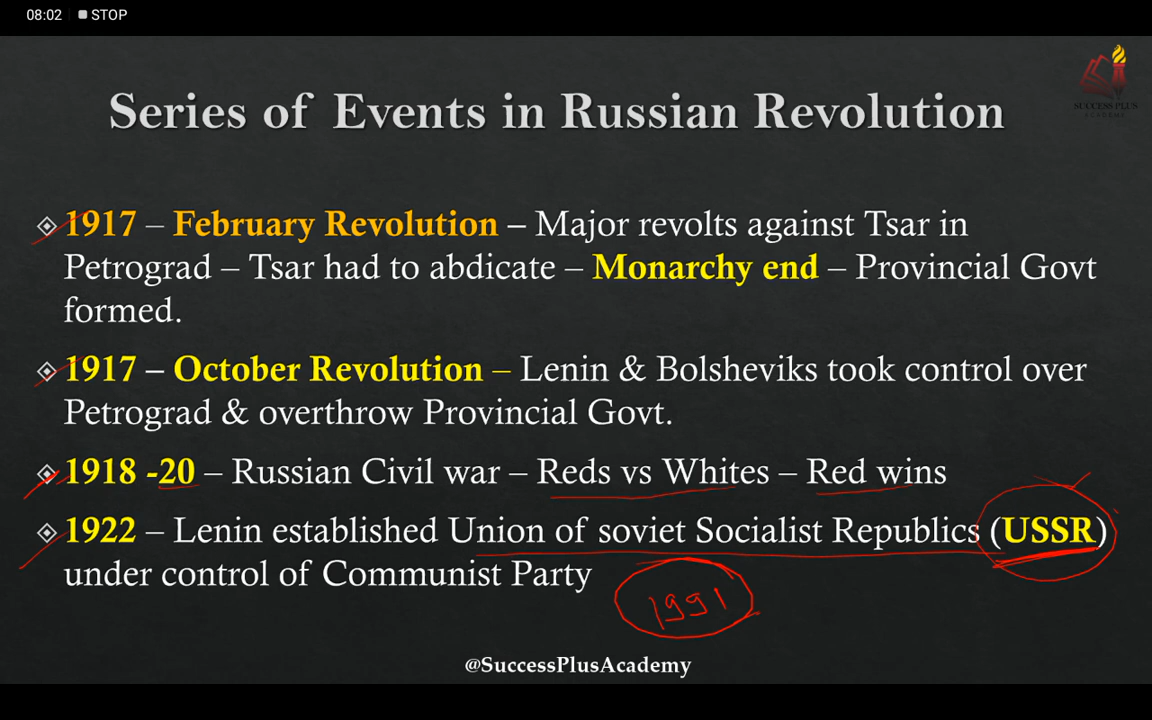 08:02 STOP
SUCCESS PLUS
ACADEMY
Series of Events in Russian Revolution
1917 – February Revolution – Major revolts against Tsar in
Petrograd – Tsar had to abdicate – Monarchy end – Provincial Govt
formed.
1917 – October Revolution – Lenin & Bolsheviks took control over
Petrograd & overthrow Provincial Govt.
1918 -20 – Russian Civil war – Reds vs Whites – Red wins
1922 – Lenin established Union of soviet Socialist Republics (USSR)
under control of Communist Party
1991
@SuccessPlusAcademy